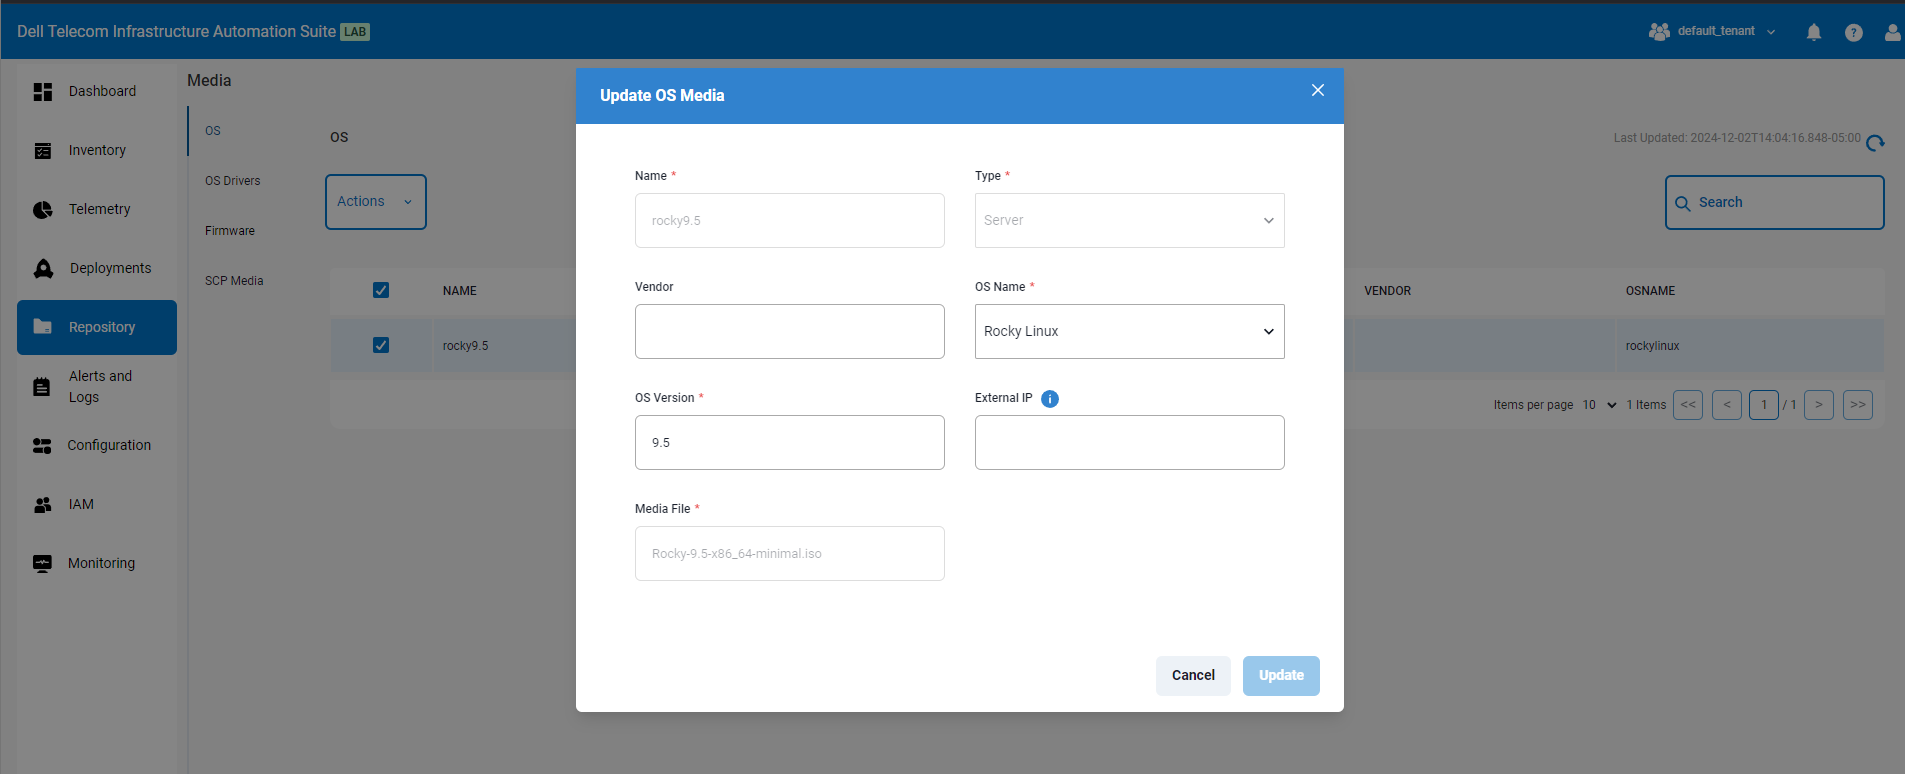 Dell Telecom Infrastructure Automation Suite LAB
default_tenant
Dashboard
Inventory
Telemetry
Deployments
Repository
Alerts and
Logs
Configuration
IAM
Monitoring
Media
OS
OS Drivers
Firmware
SCP Media
OS
Last Updated: 2024-12-02T14:04:16.848-05:00
Actions
Search
NAME
VENDOR
OSNAME
rocky9.5
rockylinux
Items per page 10 1 Items << < 1 / 1 > >>
Update OS Media
Name *
Type *
rocky9.5
Server
Vendor
OS Name *
Rocky Linux
OS Version *
External IP i
9.5
Media File *
Rocky-9.5-x86_64-minimal.iso
Cancel
Update